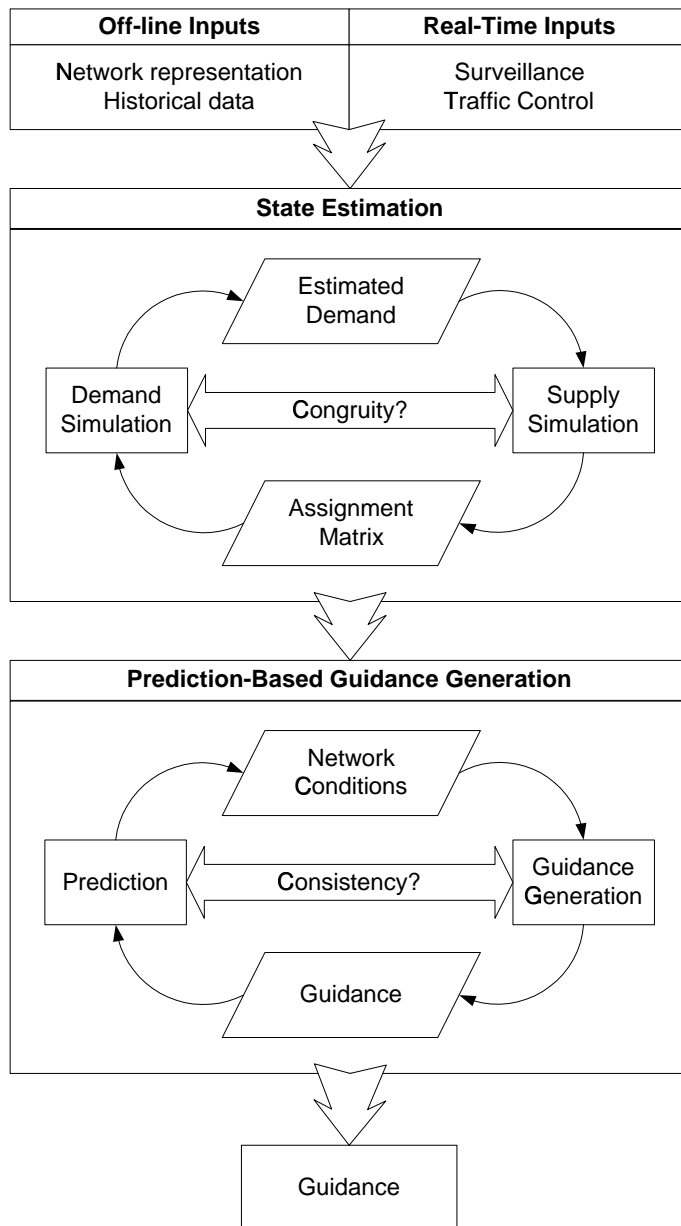 Off-line Inputs
Real-Time Inputs
Network representation
Historical data
Surveillance
Traffic Control
State Estimation
Estimated
Demand
Demand
Simulation
Congruity?
Supply
Simulation
Assignment
Matrix
Prediction-Based Guidance Generation
Network
Conditions
Prediction
Consistency?
Guidance
Generation
Guidance
Guidance